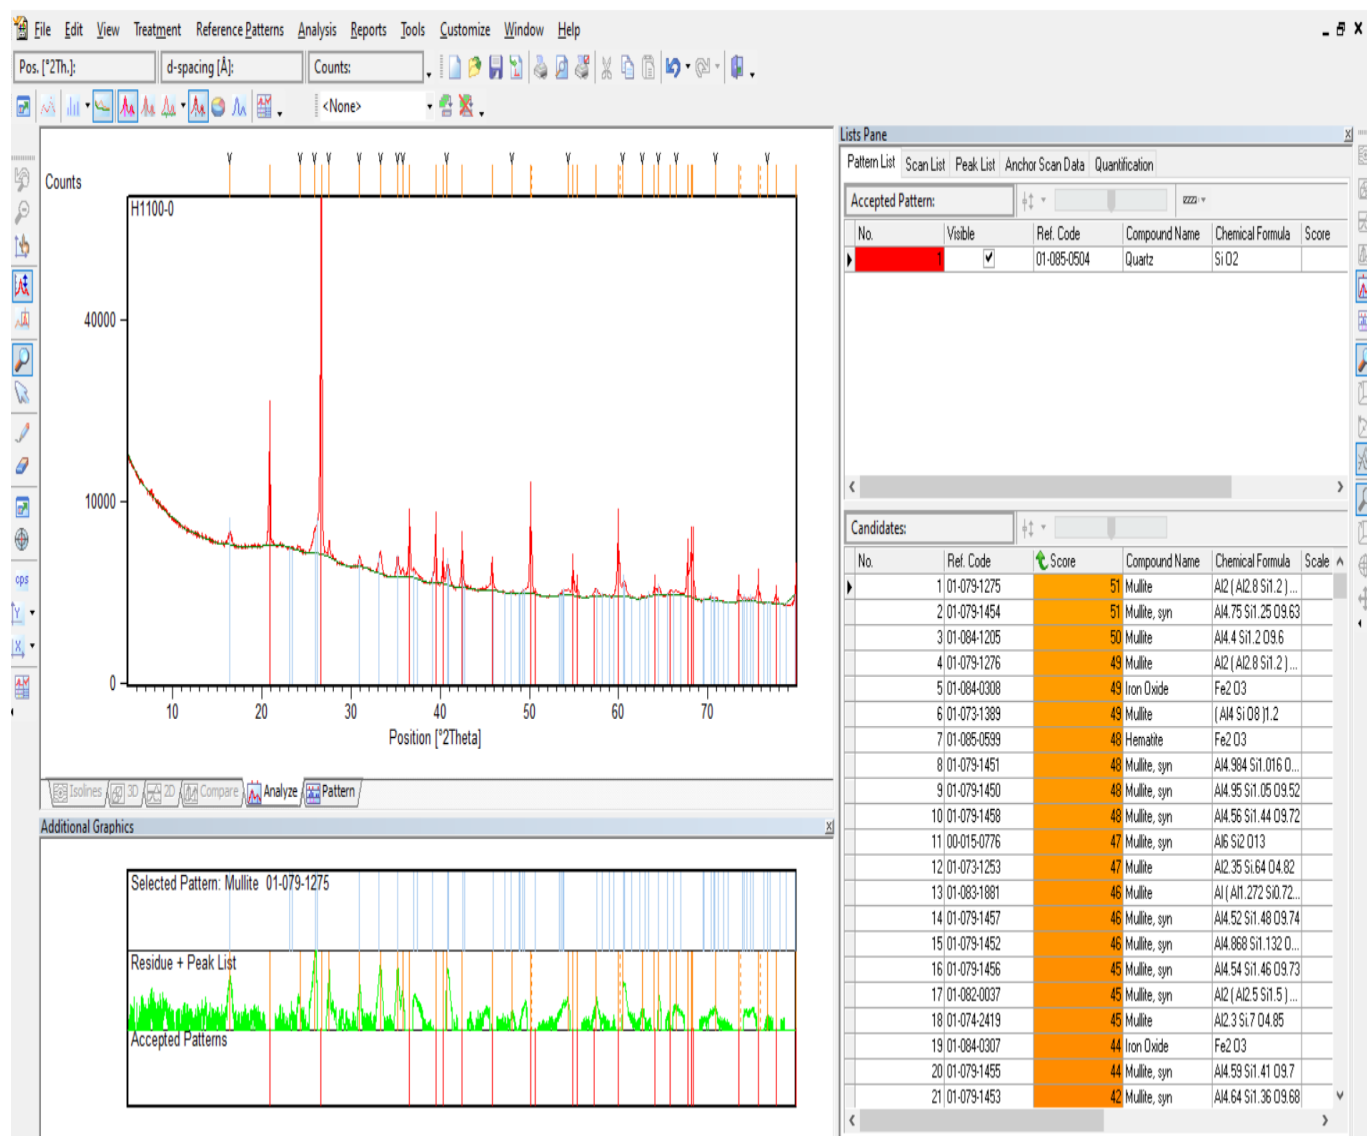 File Edit View Treatment Reference Patterns Analysis Reports Tools Customize Window Help
Pos. [°2Th.]: d-spacing [Å]: Counts:
<None>
Lists Pane
Pattern List Scan List Peak List Anchor Scan Data Quantification
Accepted Pattern:
No. Visible Ref. Code Compound Name Chemical Formula Score
1 01-085-0504 Quartz Si O2
Counts
H1100-0
40000
10000
0
10 20 30 40 50 60 70
Position [°2Theta]
cps
Y
X
Isolines 3D 2D Compare Analyze Pattern
Additional Graphics
Selected Pattern: Mullite 01-079-1275
Residue + Peak List
Accepted Patterns
Candidates:
No. Ref. Code Score Compound Name Chemical Formula Scale
1 01-079-1275 51 Mullite Al2 ( Al2.8 Si1.2 ) ...
2 01-079-1454 51 Mullite, syn Al4.75 Si1.25 O9.63
3 01-084-1205 50 Mullite Al4.4 Si1.2 O9.6
4 01-079-1276 49 Mullite Al2 ( Al2.8 Si1.2 ) ...
5 01-084-0308 49 Iron Oxide Fe2 O3
6 01-073-1389 49 Mullite ( Al4 Si O8 )1.2
7 01-085-0599 48 Hematite Fe2 O3
8 01-079-1451 48 Mullite, syn Al4.984 Si1.016 O...
9 01-079-1450 48 Mullite, syn Al4.95 Si1.05 O9.52
10 01-079-1458 48 Mullite, syn Al4.56 Si1.44 O9.72
11 00-015-0776 47 Mullite, syn Al6 Si2 O13
12 01-073-1253 47 Mullite, syn Al2.35 Si.64 O4.82
13 01-083-1881 46 Mullite, syn Al ( Al1.272 Si0.72...
14 01-079-1457 46 Mullite, syn Al4.52 Si1.48 O9.74
15 01-079-1452 46 Mullite, syn Al4.868 Si1.132 O...
16 01-079-1456 45 Mullite, syn Al4.54 Si1.46 O9.73
17 01-082-0037 45 Mullite, syn Al2 ( Al2.5 Si1.5 ) ...
18 01-074-2419 45 Mullite Al2.3 Si.7 O4.85
19 01-084-0307 44 Iron Oxide Fe2 O3
20 01-079-1455 44 Mullite, syn Al4.59 Si1.41 O9.7
21 01-079-1453 42 Mullite, syn Al4.64 Si1.36 O9.68